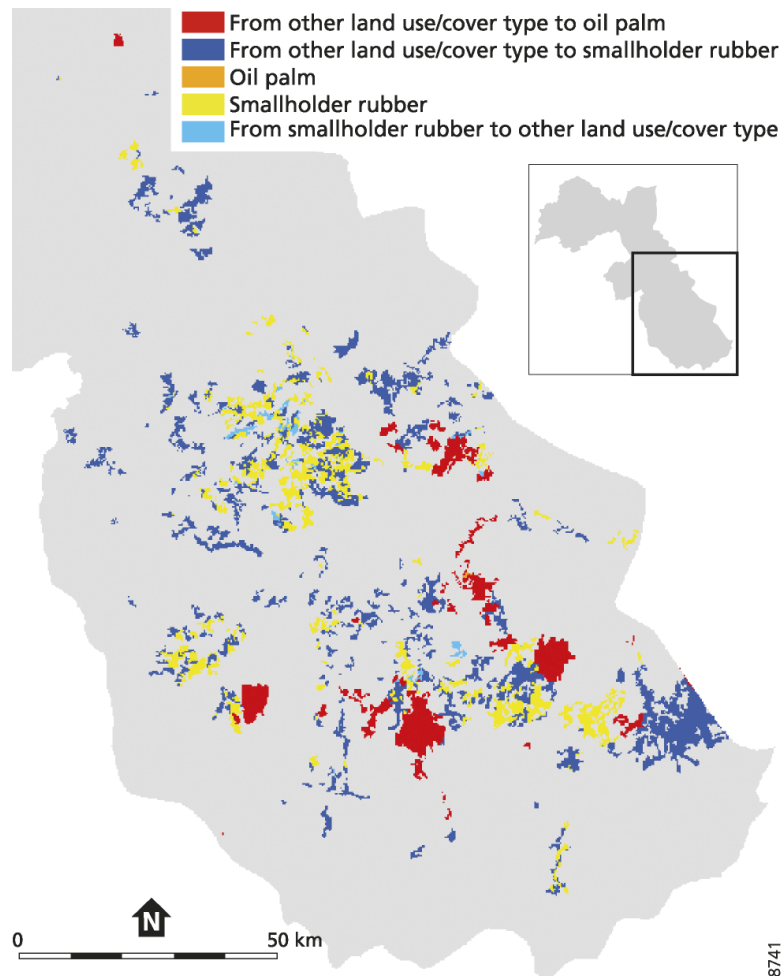 From other land use/cover type to oil palm
From other land use/cover type to smallholder rubber
Oil palm
Smallholder rubber
From smallholder rubber to other land use/cover type
N
0 50 km
8741